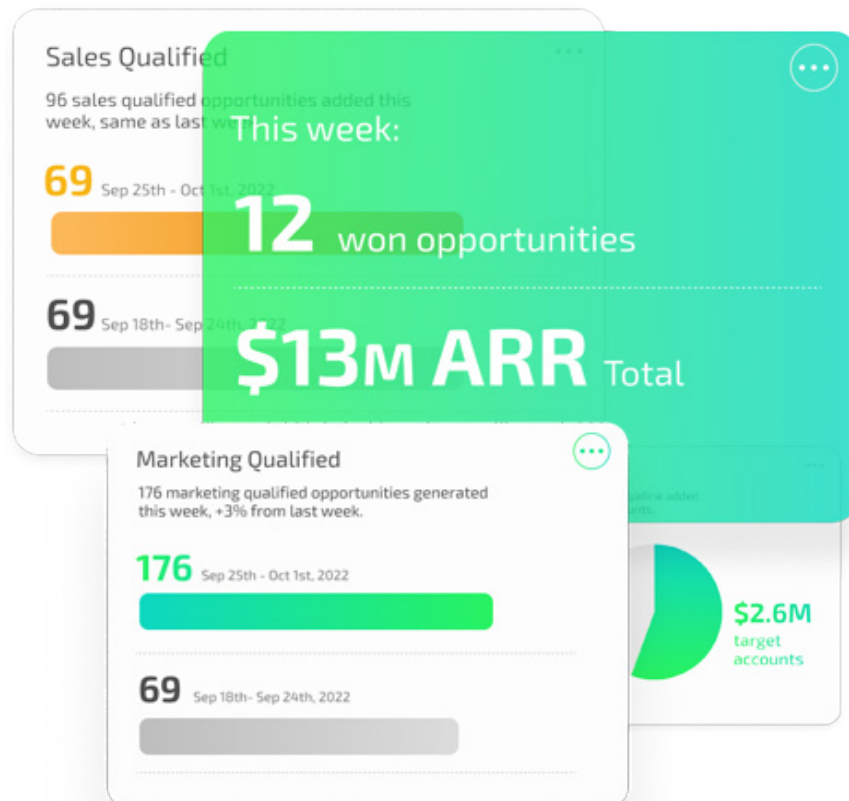 Sales Qualified
96 sales qualified opportunities added this
week, same as last week.
69 Sep 25th - Oct 1st, 2022
69 Sep 18th- Sep 24th, 2022
This week:
12 won opportunities
$13M ARR Total
Marketing Qualified
176 marketing qualified opportunities generated
this week, +3% from last week.
176 Sep 25th - Oct 1st, 2022
69 Sep 18th- Sep 24th, 2022
pipeline added
$2.6M
target
accounts